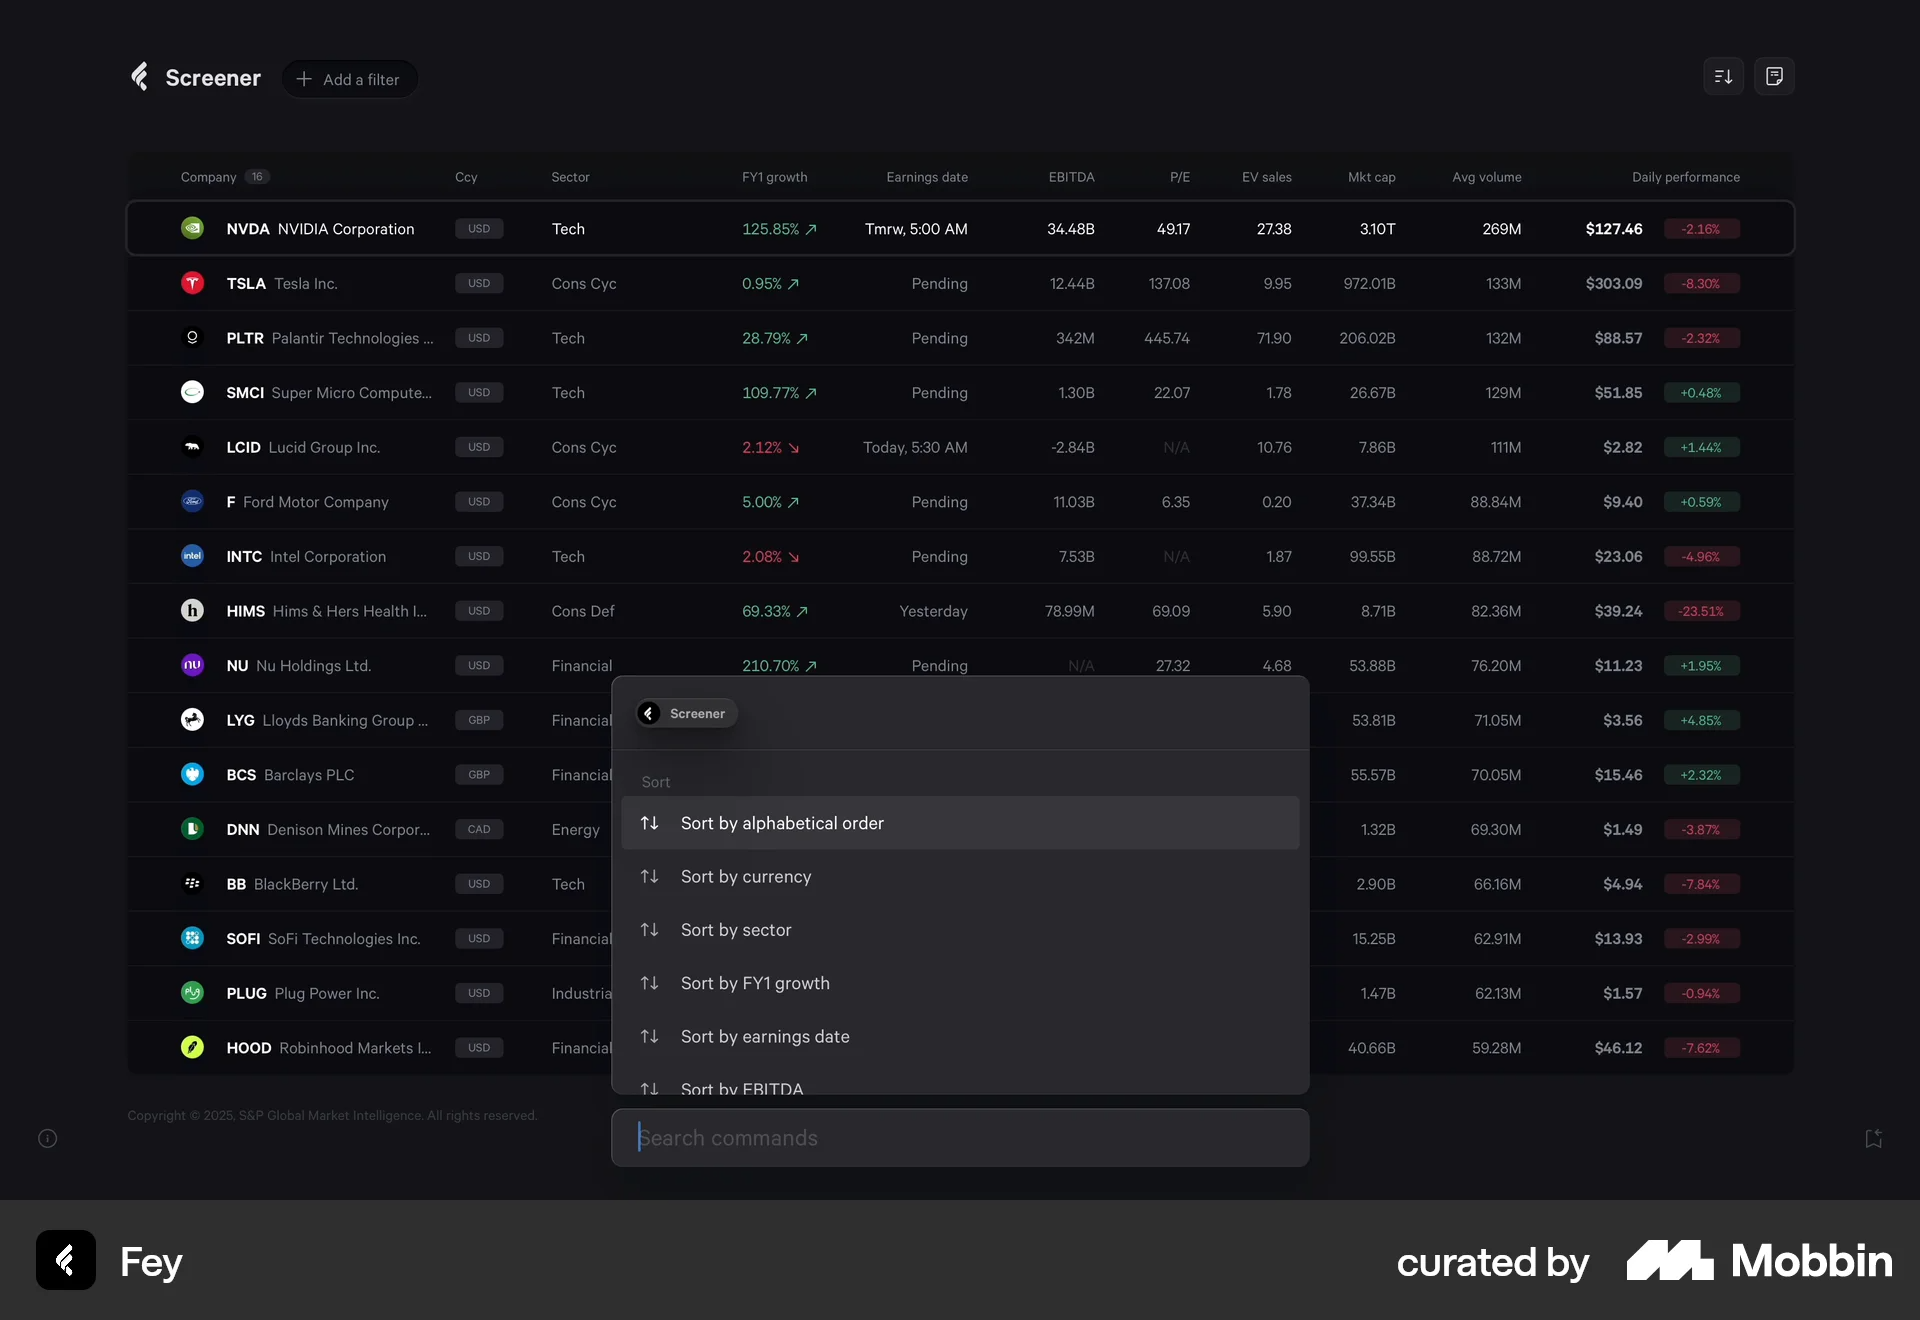 Screener
Add a filter
Company 16 Ccy Sector FY1 growth Earnings date EBITDA P/E EV sales Mkt cap Avg volume Daily performance
NVDA NVIDIA Corporation USD Tech 125.85% ↗ Tmrw, 5:00 AM 34.48B 49.17 27.38 3.10T 269M $127.46 -2.16%
TSLA Tesla Inc. USD Cons Cyc 0.95% ↗ Pending 12.44B 137.08 9.95 972.01B 133M $303.09 -8.30%
PLTR Palantir Technologies ... USD Tech 28.79% ↗ Pending 342M 445.74 71.90 206.02B 132M $88.57 -2.32%
SMCI Super Micro Compute... USD Tech 109.77% ↗ Pending 1.30B 22.07 1.78 26.67B 129M $51.85 +0.48%
LCID Lucid Group Inc. USD Cons Cyc 2.12% ↘ Today, 5:30 AM -2.84B N/A 10.76 7.86B 111M $2.82 +1.44%
Ford F Ford Motor Company USD Cons Cyc 5.00% ↗ Pending 11.03B 6.35 0.20 37.34B 88.84M $9.40 +0.59%
intel INTC Intel Corporation USD Tech 2.08% ↘ Pending 7.53B N/A 1.87 99.55B 88.72M $23.06 -4.96%
h HIMS Hims & Hers Health I... USD Cons Def 69.33% ↗ Yesterday 78.99M 69.09 5.90 8.71B 82.36M $39.24 -23.51%
nu NU Nu Holdings Ltd. USD Financial 210.70% ↗ Pending N/A 27.32 4.68 53.88B 76.20M $11.23 +1.95%
LYG Lloyds Banking Group ... GBP Financial 53.81B 71.05M $3.56 +4.85%
BCS Barclays PLC GBP Financial 55.57B 70.05M $15.46 +2.32%
DNN Denison Mines Corpor... CAD Energy 1.32B 69.30M $1.49 -3.87%
BB BlackBerry Ltd. USD Tech 2.90B 66.16M $4.94 -7.84%
SOFI SoFi Technologies Inc. USD Financial 15.25B 62.91M $13.93 -2.99%
plug PLUG Plug Power Inc. USD Industria 1.47B 62.13M $1.57 -0.94%
HOOD Robinhood Markets I... USD Financial 40.66B 59.28M $46.12 -7.62%
Screener
Sort
Sort by alphabetical order
Sort by currency
Sort by sector
Sort by FY1 growth
Sort by earnings date
Sort by EBITDA
Search commands
Copyright © 2025, S&P Global Market Intelligence. All rights reserved.
Fey
curated by Mobbin